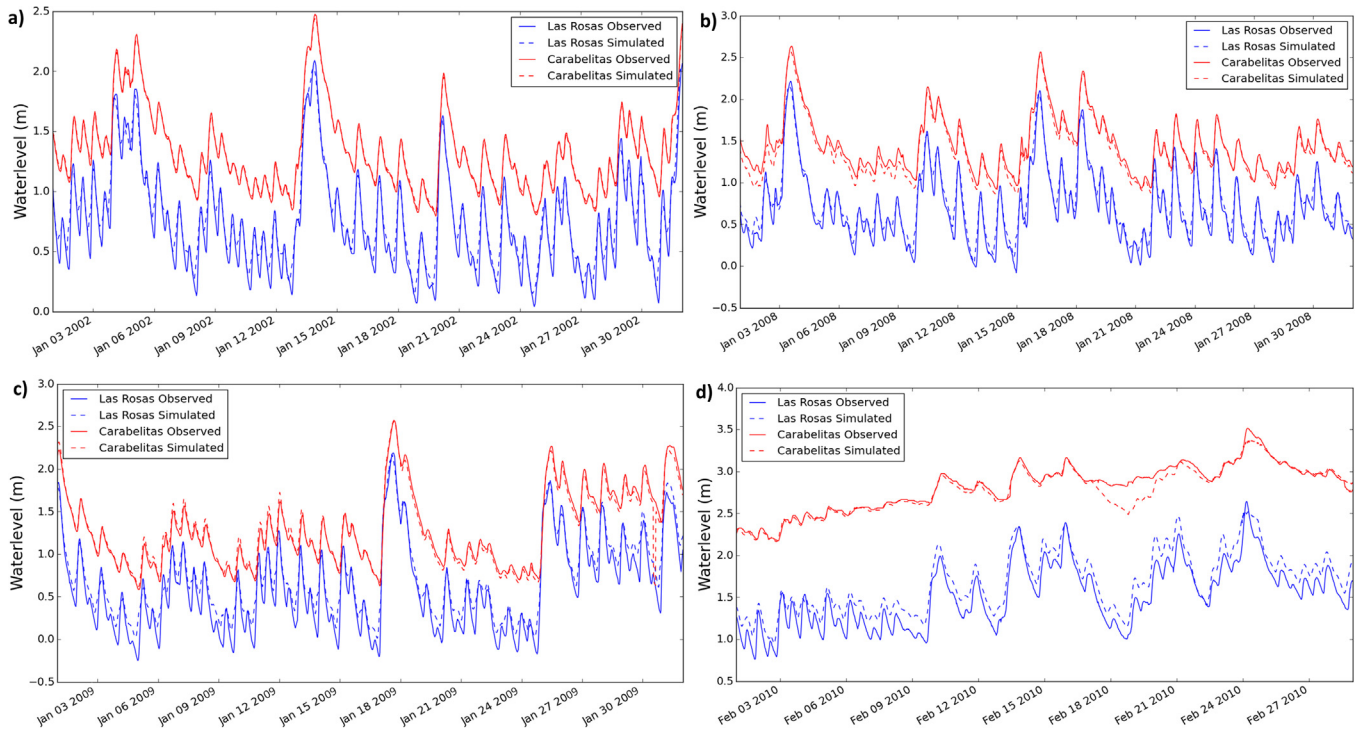 a)
Waterlevel (m)
2.5
2.0
1.5
1.0
0.5
0.0
Las Rosas Observed
Las Rosas Simulated
Carabelitas Observed
Carabelitas Simulated
Jan 03 2002
Jan 06 2002
Jan 09 2002
Jan 12 2002
Jan 15 2002
Jan 18 2002
Jan 21 2002
Jan 24 2002
Jan 27 2002
Jan 30 2002
b)
Waterlevel (m)
3.0
2.5
2.0
1.5
1.0
0.5
0.0
−0.5
Las Rosas Observed
Las Rosas Simulated
Carabelitas Observed
Carabelitas Simulated
Jan 03 2008
Jan 06 2008
Jan 09 2008
Jan 12 2008
Jan 15 2008
Jan 18 2008
Jan 21 2008
Jan 24 2008
Jan 27 2008
Jan 30 2008
c)
Waterlevel (m)
3.0
2.5
2.0
1.5
1.0
0.5
0.0
−0.5
Las Rosas Observed
Las Rosas Simulated
Carabelitas Observed
Carabelitas Simulated
Jan 03 2009
Jan 06 2009
Jan 09 2009
Jan 12 2009
Jan 15 2009
Jan 18 2009
Jan 21 2009
Jan 24 2009
Jan 27 2009
Jan 30 2009
d)
Waterlevel (m)
4.0
3.5
3.0
2.5
2.0
1.5
1.0
0.5
Las Rosas Observed
Las Rosas Simulated
Carabelitas Observed
Carabelitas Simulated
Feb 03 2010
Feb 06 2010
Feb 09 2010
Feb 12 2010
Feb 15 2010
Feb 18 2010
Feb 21 2010
Feb 24 2010
Feb 27 2010